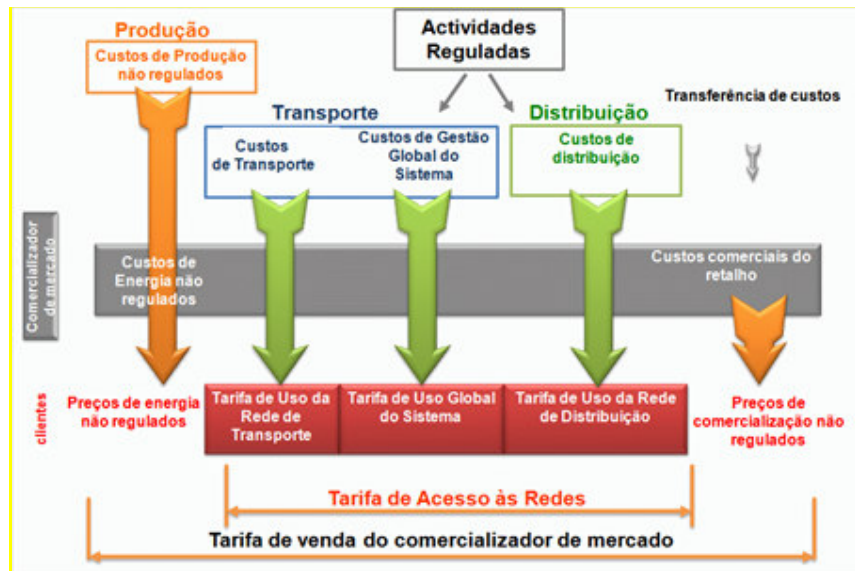 Actividades
Reguladas
Produção
Custos de Produção
não regulados
Transferência de custos
Transporte
Distribuição
Custos
de Transporte
Custos de Gestão
Global do
Sistema
Custos de
distribuição
Comercializador
de mercado
Custos de
Energia não
regulados
Custos comerciais do
retalho
clientes
Preços de energia
não regulados
Tarifa de Uso da
Rede de
Transporte
Tarifa de Uso Global
do Sistema
Tarifa de Uso da Rede
de Distribuição
Preços de
comercialização não
regulados
Tarifa de Acesso às Redes
Tarifa de venda do comercializador de mercado